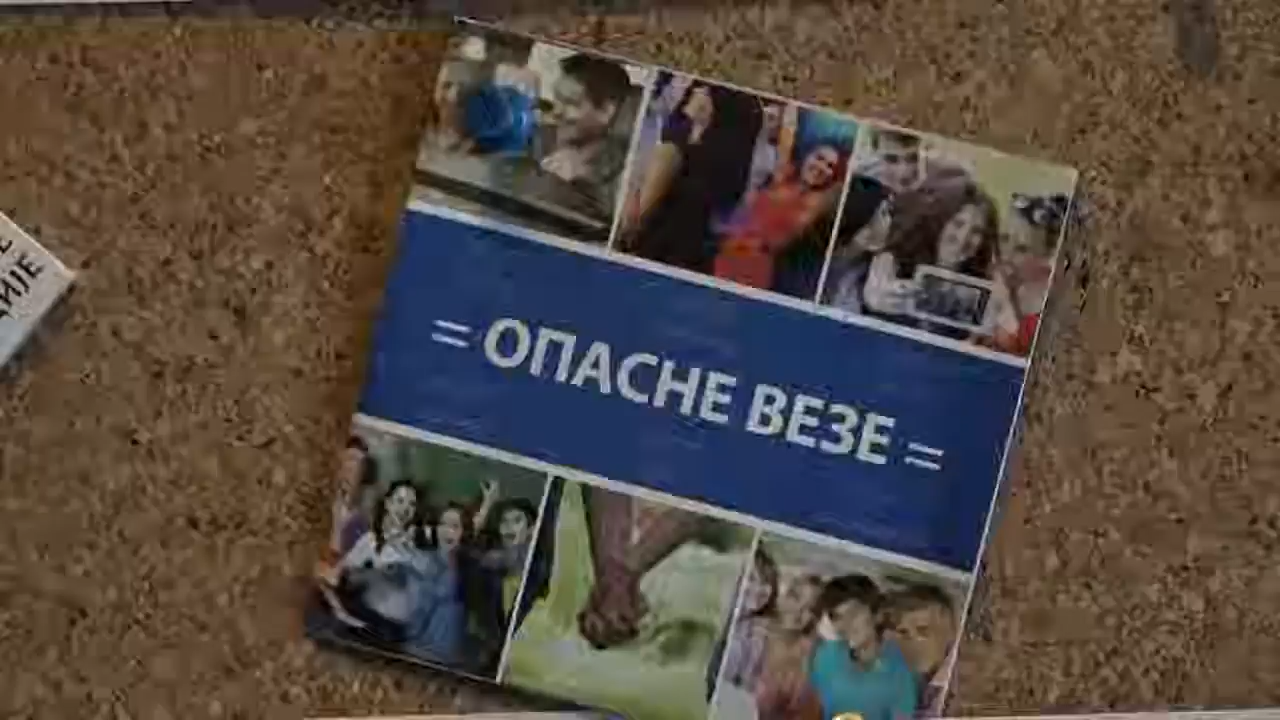 = ОПАСНЕ ВЕЗЕ =